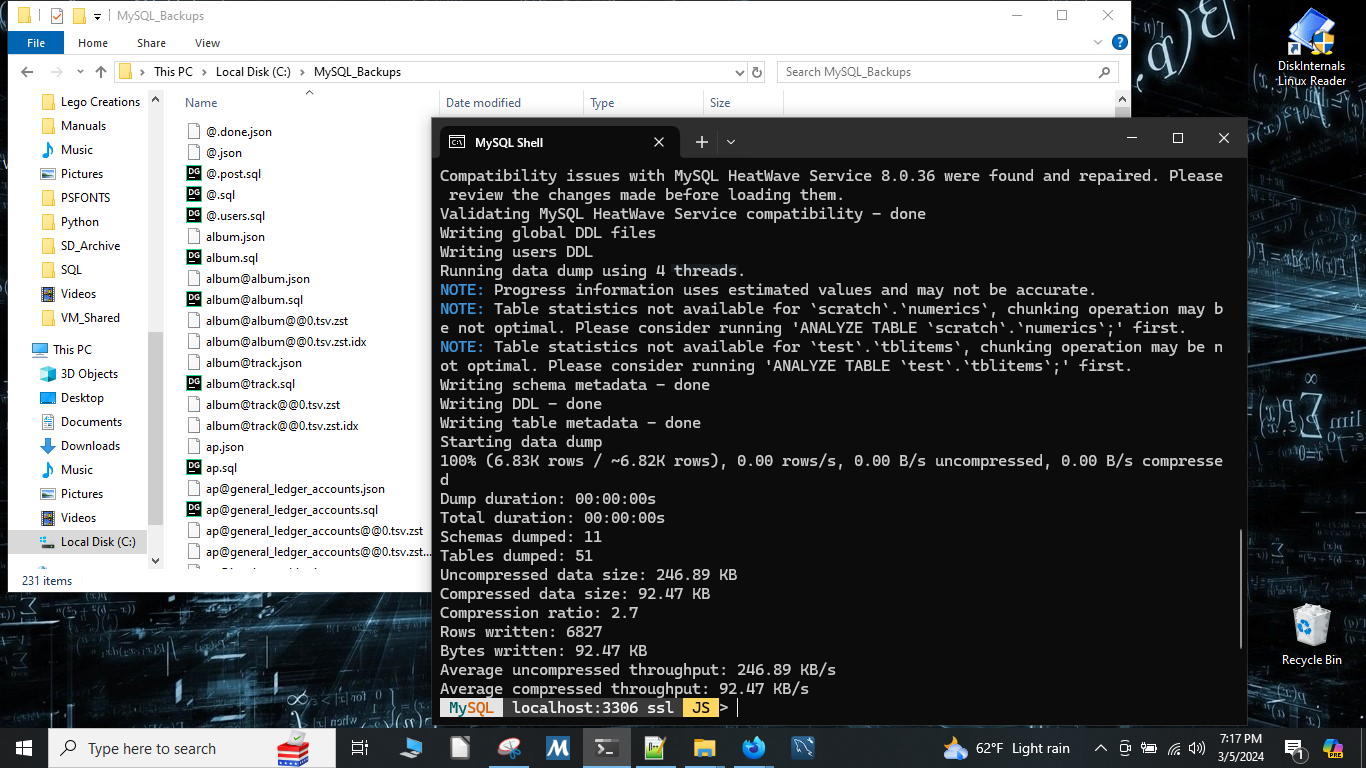 MySQL_Backups
File
Home
Share
View
This PC
Local Disk (C:)
MySQL_Backups
Search MySQL_Backups
Lego Creations
Manuals
Music
Pictures
PSFONTS
Python
SD_Archive
SQL
Videos
VM_Shared
This PC
3D Objects
Desktop
Documents
Downloads
Music
Pictures
Videos
Local Disk (C:)
231 items
Name
Date modified
Type
Size
@.done.json
@.json
DG @.post.sql
DG @.sql
DG @.users.sql
album.json
DG album.sql
album@album.json
DG album@album.sql
album@album@@0.tsv.zst
album@album@@0.tsv.zst.idx
album@track.json
DG album@track.sql
album@track@@0.tsv.zst
album@track@@0.tsv.zst.idx
ap.json
DG ap.sql
ap@general_ledger_accounts.json
DG ap@general_ledger_accounts.sql
ap@general_ledger_accounts@@0.tsv.zst
ap@general_ledger_accounts@@0.tsv.zst...
MySQL Shell
Compatibility issues with MySQL HeatWave Service 8.0.36 were found and repaired. Please
review the changes made before loading them.
Validating MySQL HeatWave Service compatibility - done
Writing global DDL files
Writing users DDL
Running data dump using 4 threads.
NOTE: Progress information uses estimated values and may not be accurate.
NOTE: Table statistics not available for `scratch`.`numerics`, chunking operation may b
e not optimal. Please consider running 'ANALYZE TABLE `scratch`.`numerics`;' first.
NOTE: Table statistics not available for `test`.`tblitems`, chunking operation may be n
ot optimal. Please consider running 'ANALYZE TABLE `test`.`tblitems`;' first.
Writing schema metadata - done
Writing DDL - done
Writing table metadata - done
Starting data dump
100% (6.83K rows / ~6.82K rows), 0.00 rows/s, 0.00 B/s uncompressed, 0.00 B/s compresse
d
Dump duration: 00:00:00s
Total duration: 00:00:00s
Schemas dumped: 11
Tables dumped: 51
Uncompressed data size: 246.89 KB
Compressed data size: 92.47 KB
Compression ratio: 2.7
Rows written: 6827
Bytes written: 92.47 KB
Average uncompressed throughput: 246.89 KB/s
Average compressed throughput: 92.47 KB/s
MySQL localhost:3306 ssl JS >
DiskInternals
Linux Reader
Recycle Bin
Type here to search
62°F Light rain
7:17 PM
3/5/2024
1
PRE